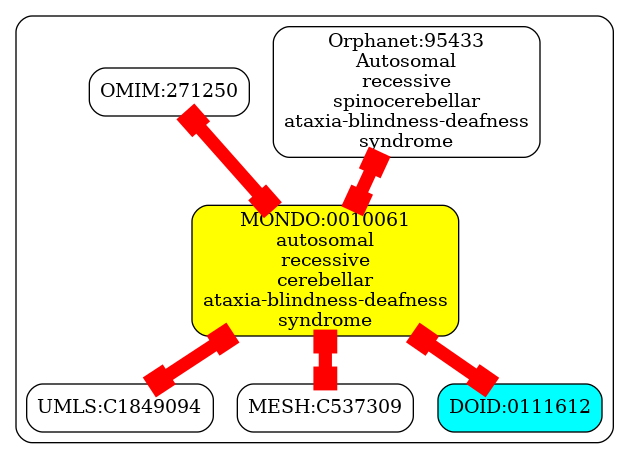 OMIM:271250
Orphanet:95433
Autosomal
recessive
spinocerebellar
ataxia-blindness-deafness
syndrome
MONDO:0010061
autosomal
recessive
cerebellar
ataxia-blindness-deafness
syndrome
UMLS:C1849094
MESH:C537309
DOID:0111612